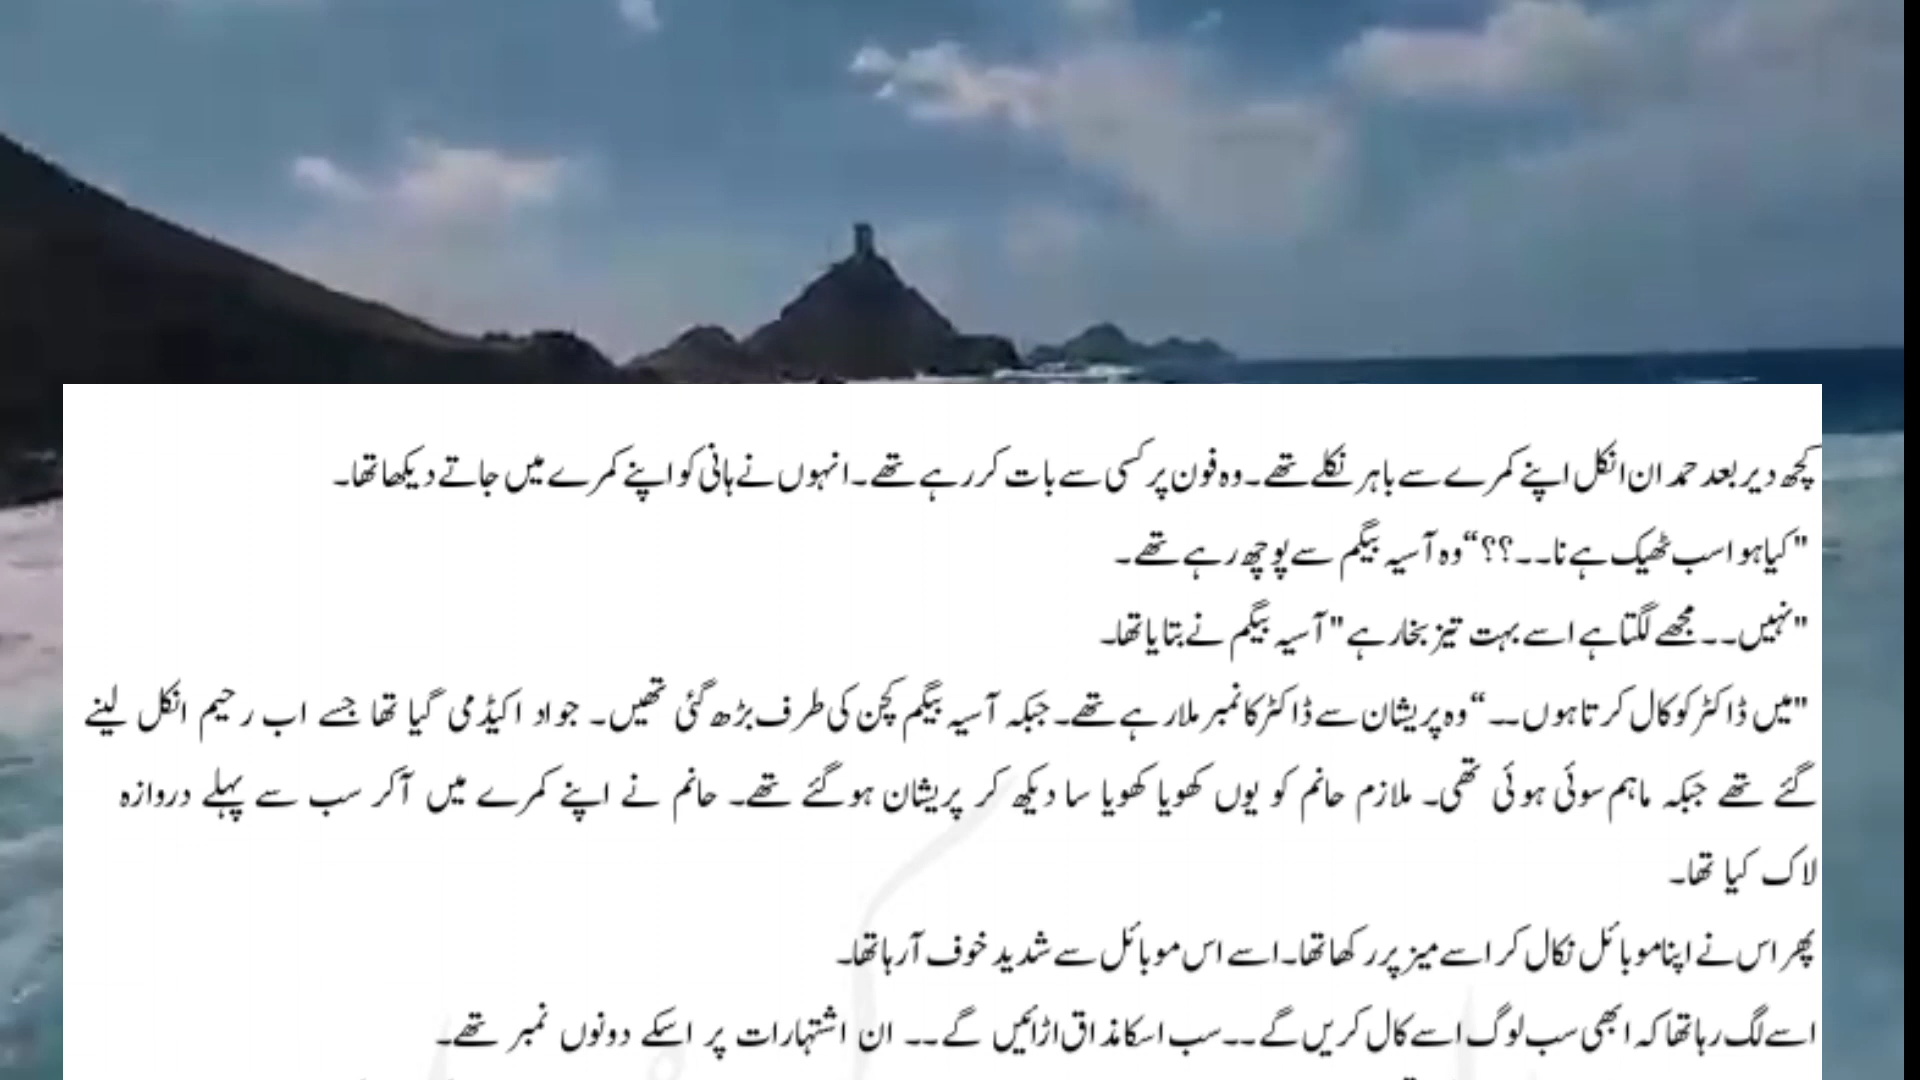 کچھ دیر بعد حمدان انکل اپنے کمرے سے باہر نکلے تھے۔ وہ فون پر کسی سے بات کر رہے تھے۔ انہوں نے ہانی کو اپنے کمرے میں جاتے دیکھا تھا۔
"کیا ہوا سب ٹھیک ہے نا۔۔؟؟“ وہ آسیہ بیگم سے پوچھ رہے تھے۔
"نہیں۔۔ مجھے لگتا ہے اسے بہت تیز بخار ہے" آسیہ بیگم نے بتایا تھا۔
"میں ڈاکٹر کو کال کرتا ہوں۔۔“ وہ پریشان سے ڈاکٹر کا نمبر ملا رہے تھے۔ جبکہ آسیہ بیگم کچن کی طرف بڑھ گئی تھیں۔ جواد اکیڈمی گیا تھا جسے اب رحیم انکل لینے
گئے تھے جبکہ ماہم سوئی ہوئی تھی۔ ملازم حانم کو یوں کھویا کھویا سا دیکھ کر پریشان ہو گئے تھے۔ حانم نے اپنے کمرے میں آکر سب سے پہلے دروازہ
لاک کیا تھا۔
پھر اس نے اپنا موبائل نکال کر اسے میز پر رکھا تھا۔ اسے اس موبائل سے شدید خوف آرہا تھا۔
اسے لگ رہا تھا کہ ابھی سب لوگ اسے کال کریں گے۔۔ سب اسکا مذاق اڑائیں گے۔۔ ان اشتہارات پر اسکے دونوں نمبر تھے۔